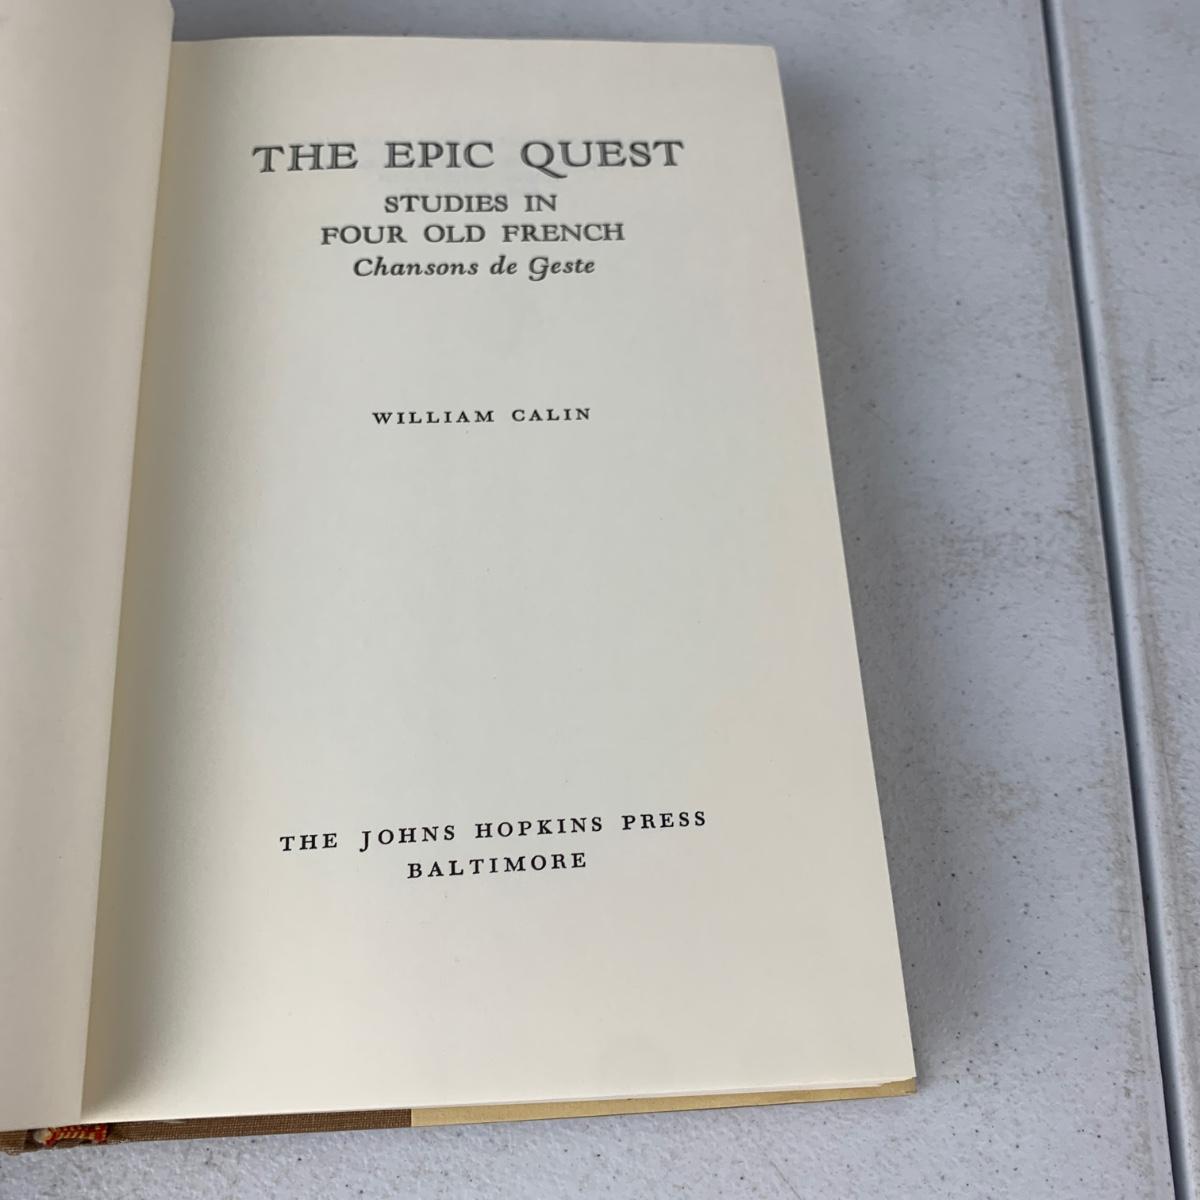 THE EPIC QUEST
STUDIES IN
FOUR OLD FRENCH
Chansons de Geste
WILLIAM CALIN
THE JOHNS HOPKINS PRESS
BALTIMORE